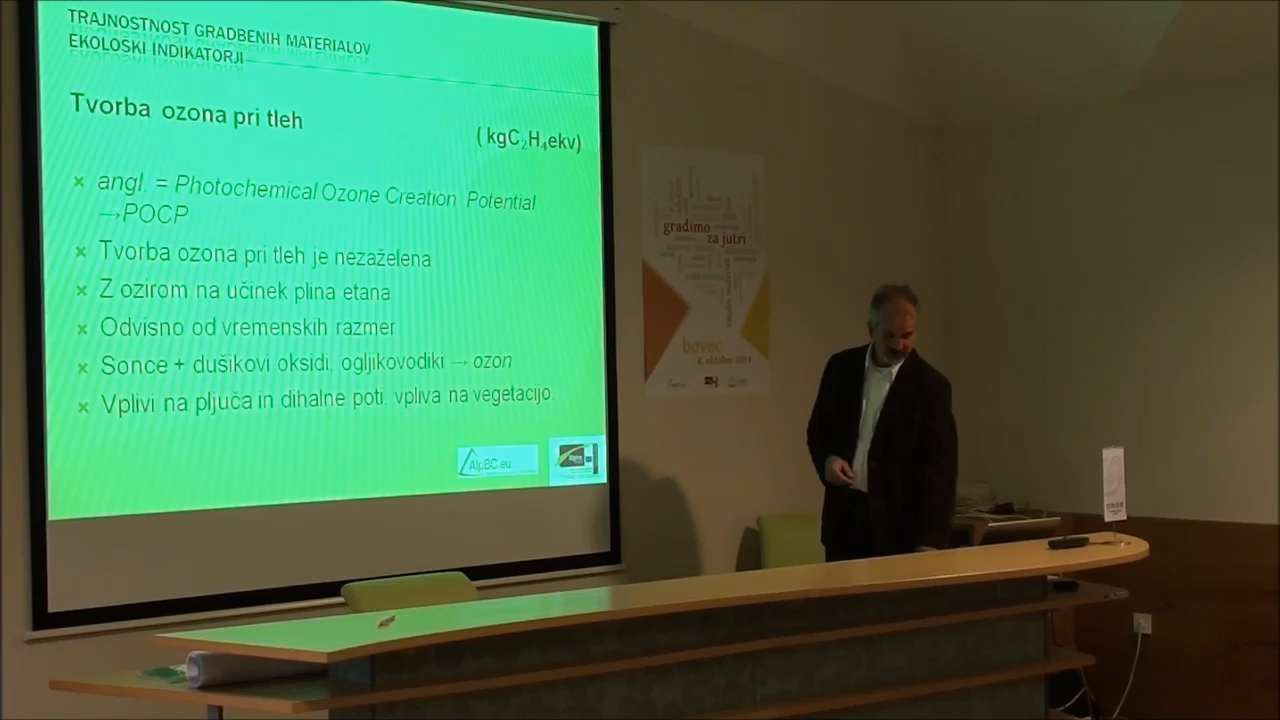 TRAJNOSTNOST GRADBENIH MATERIALOV
EKOLOŠKI INDIKATORJI
Tvorba ozona pri tleh
( kgC₂H₄ekv)
angl. = Photochemical Ozone Creation Potential
→POCP
Tvorba ozona pri tleh je nezaželena
Z ozirom na učinek plina etana
Odvisno od vremenskih razmer
Sonce + dušikovi oksidi, ogljikovodiki → ozon
Vplivi na pljuča in dihalne poti, vpliva na vegetacijo.
AlpBC.eu
gradimo
za jutri
bovec
8. oktober 2014